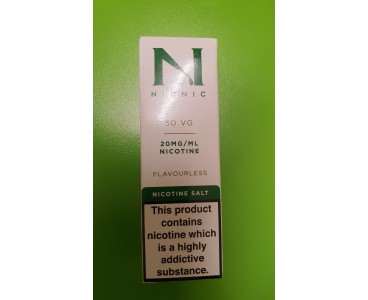 N
NICNIC
50 VG
20MG/ML
NICOTINE
FLAVOURLESS
NICOTINE SALT
This product
contains
nicotine which
is a highly
addictive
substance.